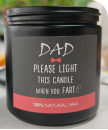 DAD
PLEASE LIGHT
THIS CANDLE
WHEN YOU FART
100% NATURAL WAX